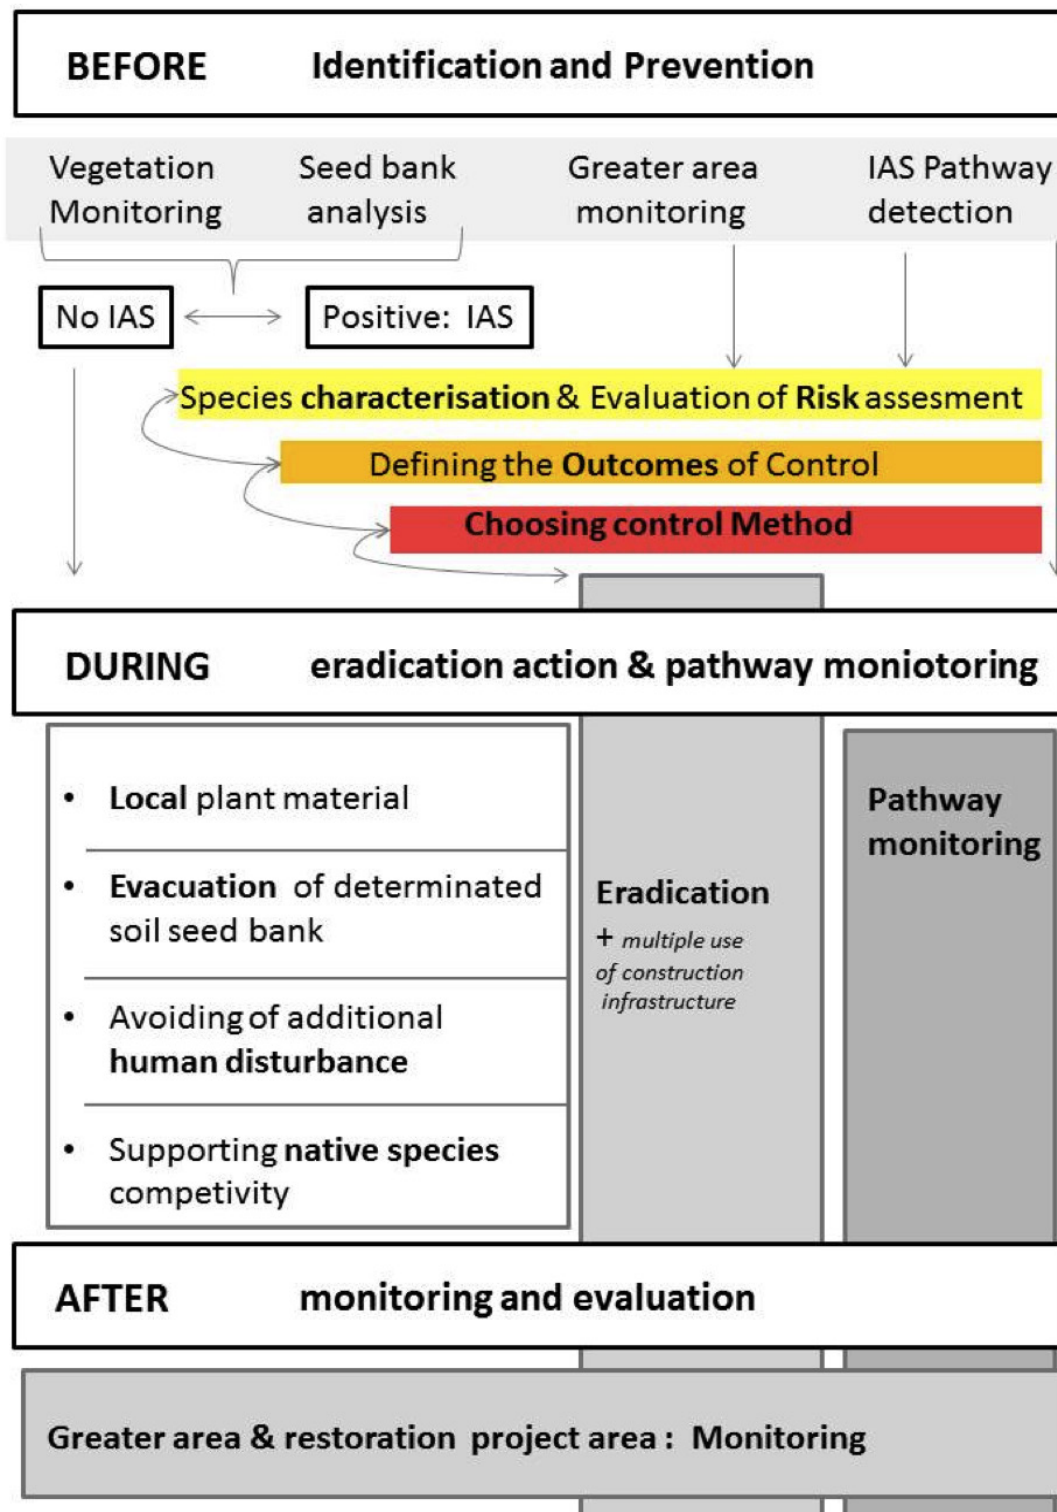 BEFORE Identification and Prevention
Vegetation Monitoring
Seed bank analysis
Greater area monitoring
IAS Pathway detection
No IAS
Positive: IAS
Species characterisation & Evaluation of Risk assesment
Defining the Outcomes of Control
Choosing control Method
DURING eradication action & pathway moniotoring
• Local plant material
• Evacuation of determinated
soil seed bank
• Avoiding of additional
human disturbance
• Supporting native species
competivity
Eradication
+ multiple use
of construction
infrastructure
Pathway
monitoring
AFTER monitoring and evaluation
Greater area & restoration project area : Monitoring